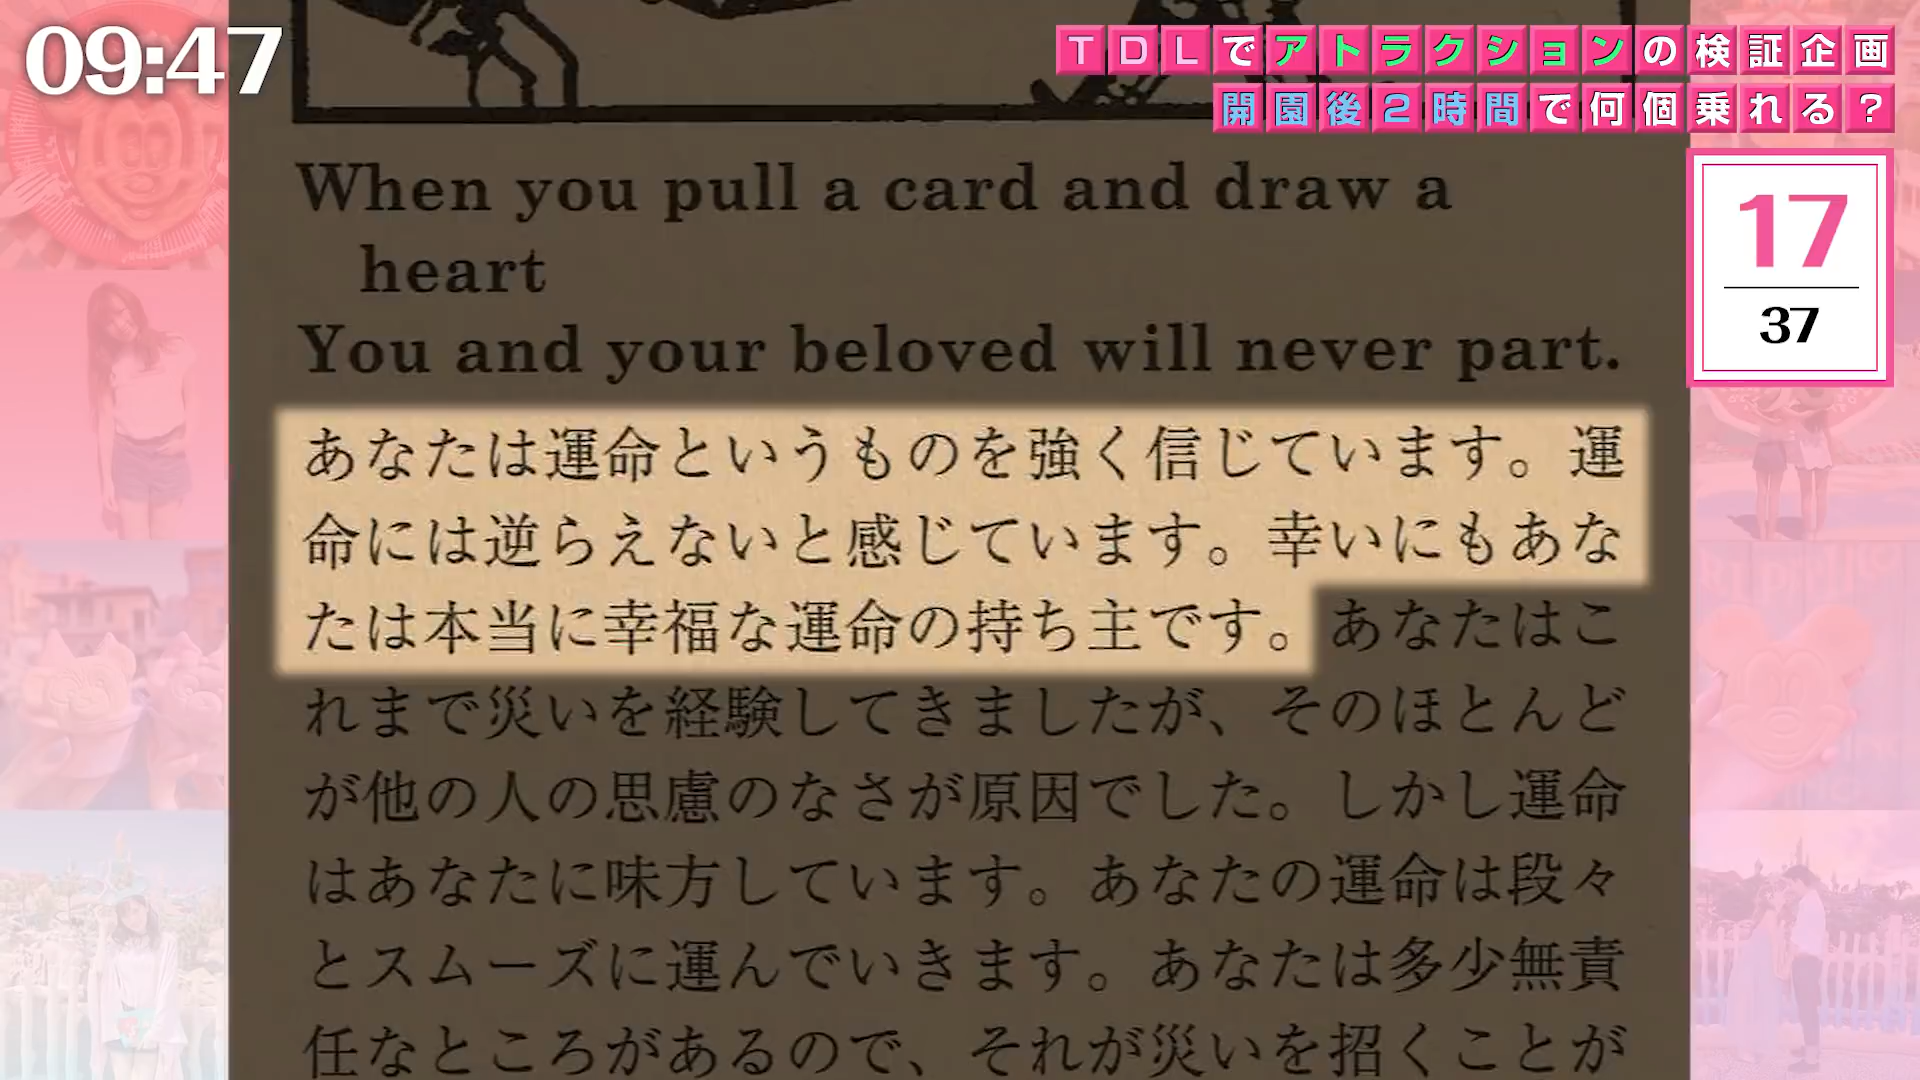 09:47
TDLでアトラクションの検証企画
開園後2時間で何個乗れる？
17
37
When you pull a card and draw a
heart
You and your beloved will never part.
あなたは運命というものを強く信じています。運
命には逆らえないと感じています。幸いにもあな
たは本当に幸福な運命の持ち主です。あなたはこ
れまで災いを経験してきましたが、そのほとんど
が他の人の思慮のなさが原因でした。しかし運命
はあなたに味方しています。あなたの運命は段々
とスムーズに運んでいきます。あなたは多少無責
任なところがあるので、それが災いを招くことが